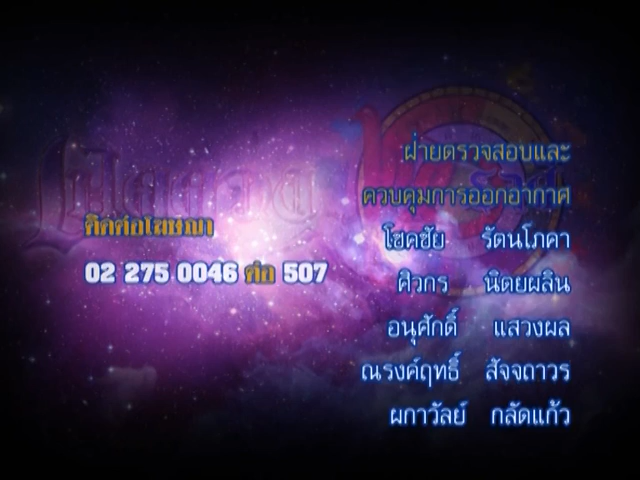 ติดต่อโฆษณา
02 275 0046 ต่อ 507
ฝ่ายตรวจสอบและ
ควบคุมการออกอากาศ
โชคชัย รัตนโภคา
ศิวกร นิตยผลิน
อนุศักดิ์ แสวงผล
ณรงค์ฤทธิ์ สัจจถาวร
ผกาวัลย์ กลัดแก้ว